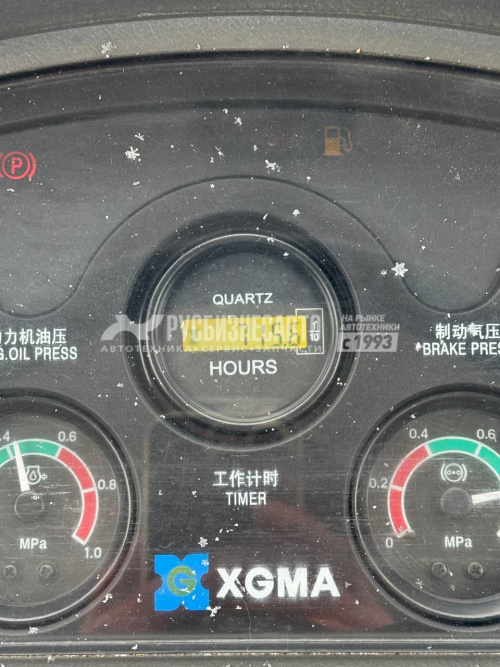 P
QUARTZ
РУСБИЗНЕСАВТО
АВТОТЕХНИКА•СЕРВИС•ЗАПЧАСТИ
НА РЫНКЕ
АВТОТЕХНИКИ
с 1993
1
10
HOURS
力机油压
G.OIL PRESS
制动气压
BRAKE PRES
工作计时
TIMER
.4 0.6
0.8
1.0
MPa
0.4 0.6
0.2
0
MPa
G XGMA